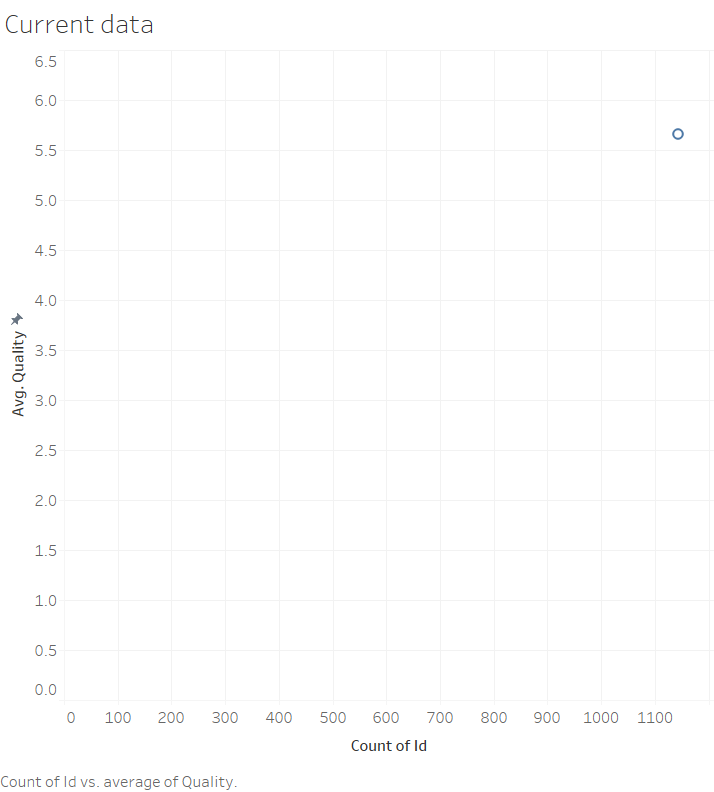 Current data
6.5
6.0
5.5
5.0
4.5
4.0
3.5
3.0
2.5
2.0
1.5
1.0
0.5
0.0
Avg. Quality
0 100 200 300 400 500 600 700 800 900 1000 1100
Count of Id
Count of Id vs. average of Quality.